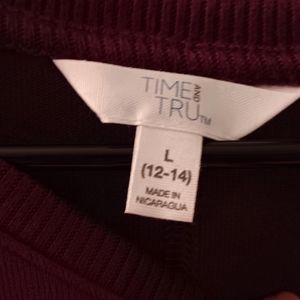 TIME AND
TRU™
L
(12-14)
MADE IN
NICARAGUA